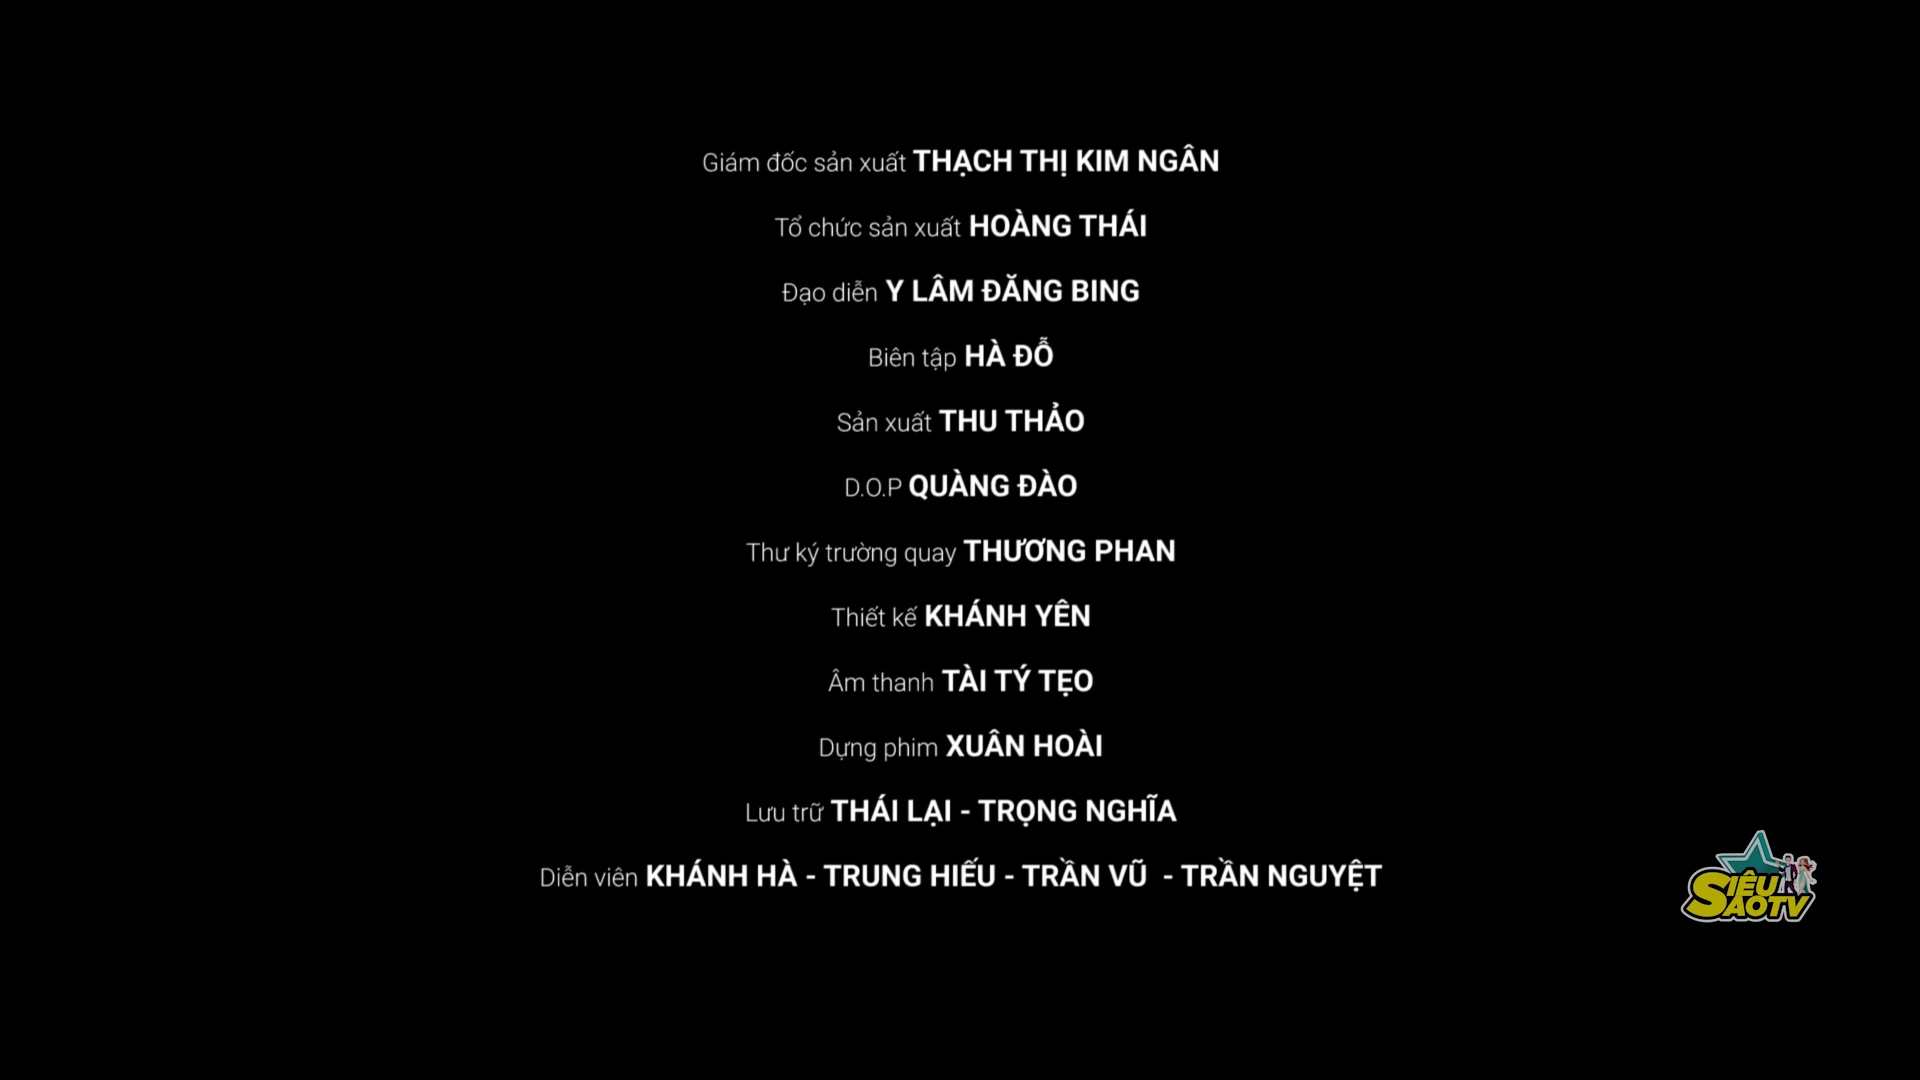 Giám đốc sản xuất THẠCH THỊ KIM NGÂN
Tổ chức sản xuất HOÀNG THÁI
Đạo diễn Y LÂM ĐĂNG BING
Biên tập HÀ ĐỖ
Sản xuất THU THẢO
D.O.P QUÀNG ĐÀO
Thư ký trường quay THƯƠNG PHAN
Thiết kế KHÁNH YÊN
Âm thanh TÀI TÝ TẸO
Dựng phim XUÂN HOÀI
Lưu trữ THÁI LẠI - TRỌNG NGHĨA
Diễn viên KHÁNH HÀ - TRUNG HIẾU - TRẦN VŨ - TRẦN NGUYỆT
SIÊU
SAOTV